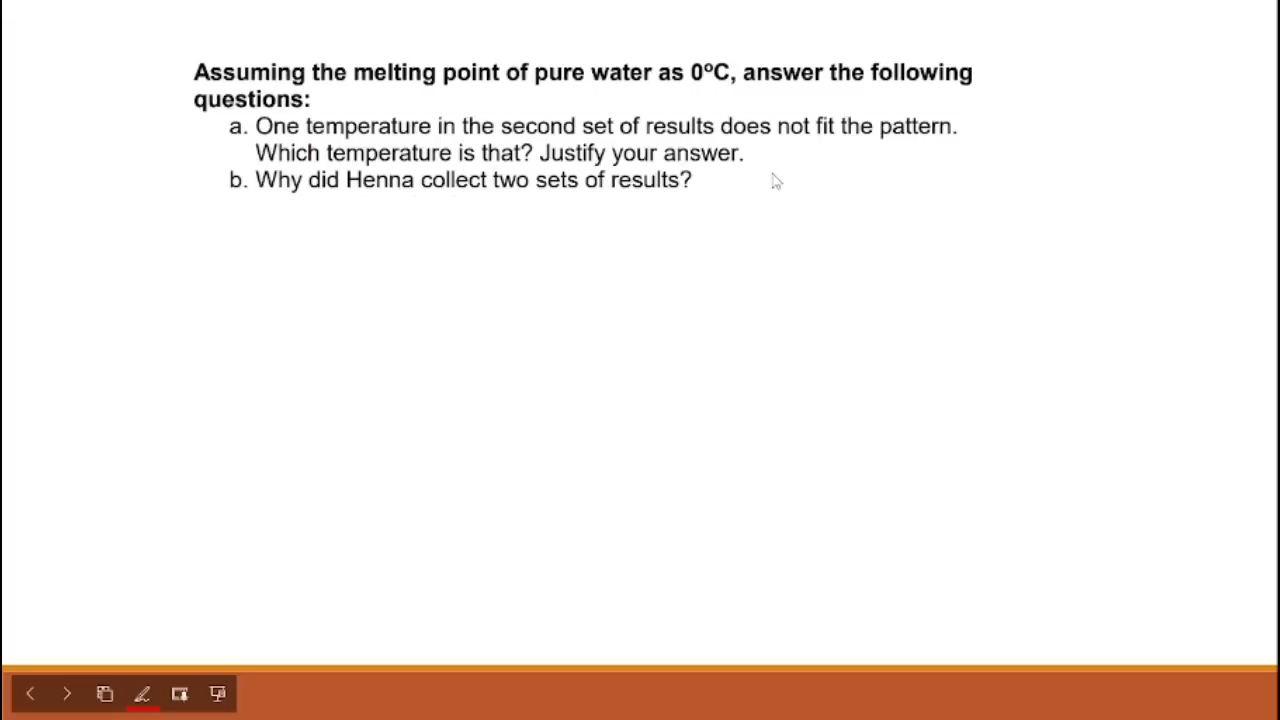 Assuming the melting point of pure water as 0ºC, answer the following
questions:
a. One temperature in the second set of results does not fit the pattern.
Which temperature is that? Justify your answer.
b. Why did Henna collect two sets of results?